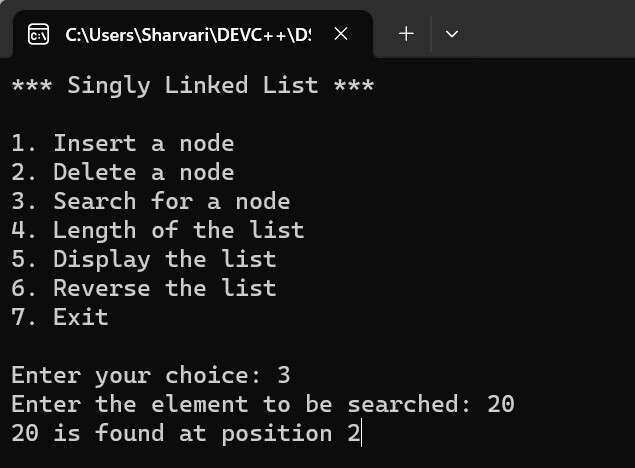 C:\Users\Sharvari\DEVC++\DS
*** Singly Linked List ***
1. Insert a node
2. Delete a node
3. Search for a node
4. Length of the list
5. Display the list
6. Reverse the list
7. Exit
Enter your choice: 3
Enter the element to be searched: 20
20 is found at position 2